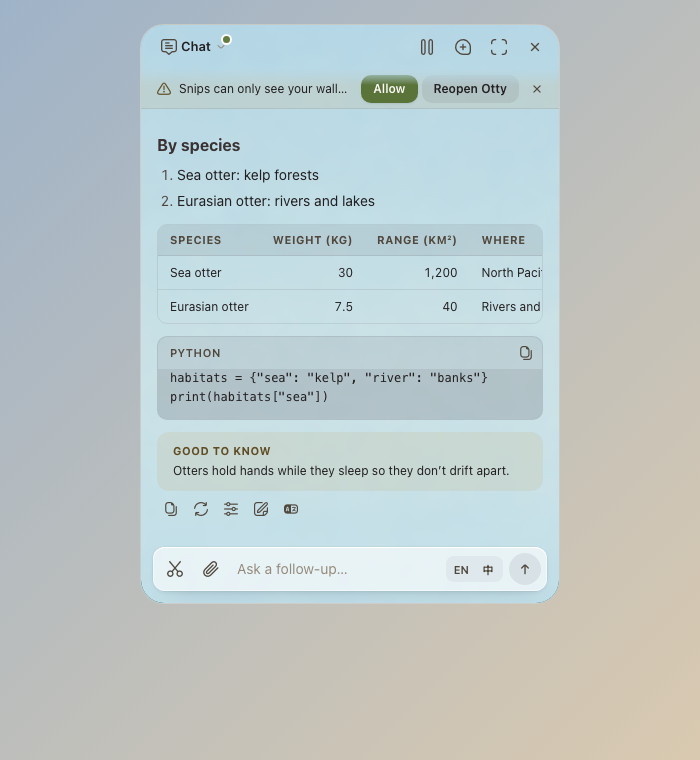 Chat
Snips can only see your wall… Allow Reopen Otty
By species
1. Sea otter: kelp forests
2. Eurasian otter: rivers and lakes
SPECIES WEIGHT (KG) RANGE (KM²) WHERE
Sea otter 30 1,200 North Pacif
Eurasian otter 7.5 40 Rivers and
PYTHON
habitats = {"sea": "kelp", "river": "banks"}
print(habitats["sea"])
GOOD TO KNOW
Otters hold hands while they sleep so they don’t drift apart.
Ask a follow-up… EN 中